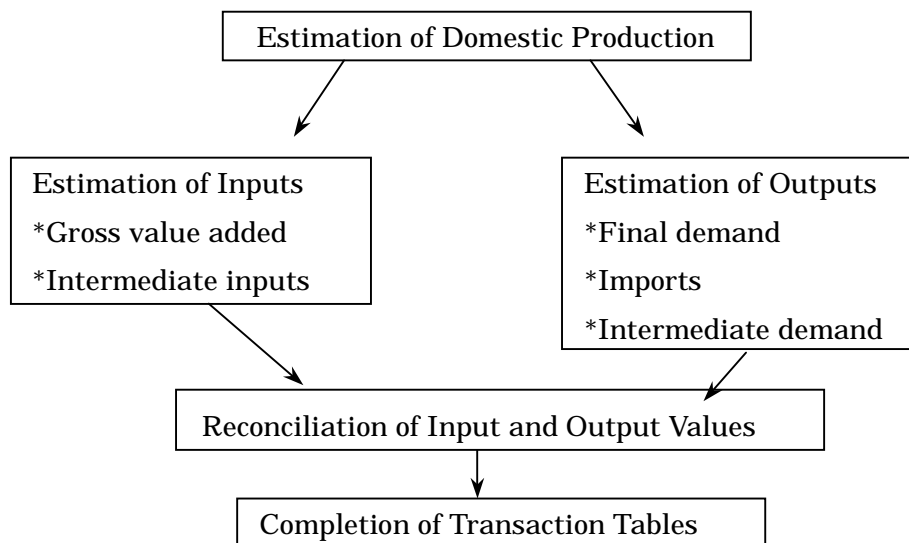 Estimation of Domestic Production
Estimation of Inputs
*Gross value added
*Intermediate inputs
Estimation of Outputs
*Final demand
*Imports
*Intermediate demand
Reconciliation of Input and Output Values
Completion of Transaction Tables